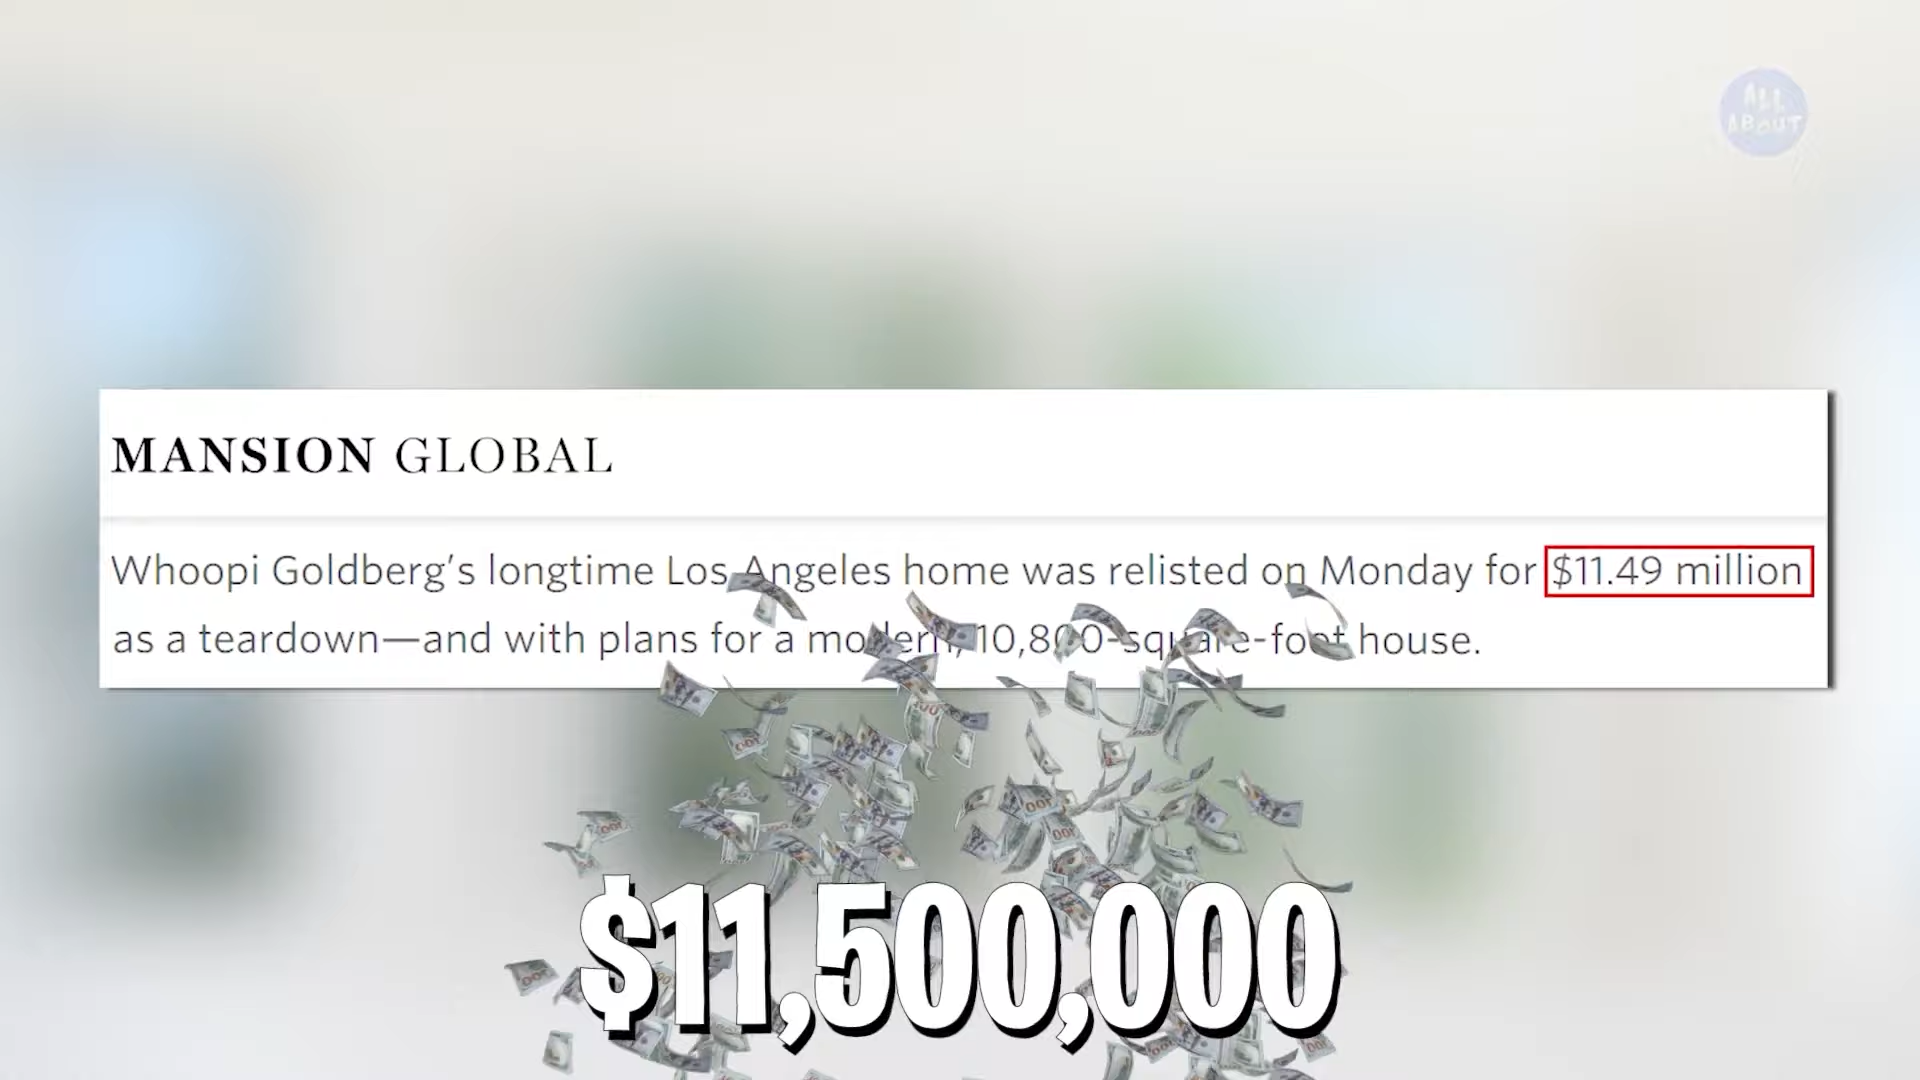 ALL
ABOUT
MANSION GLOBAL
Whoopi Goldberg's longtime Los Angeles home was relisted on Monday for $11.49 million
as a teardown—and with plans for a modern, 10,800-square-foot house.
$11,500,000